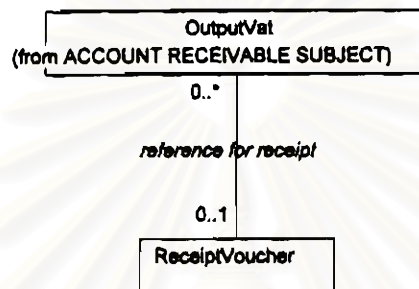 OutputVat
(from ACCOUNT RECEIVABLE SUBJECT)
0..*
reference for receipt
0..1
ReceiptVoucher